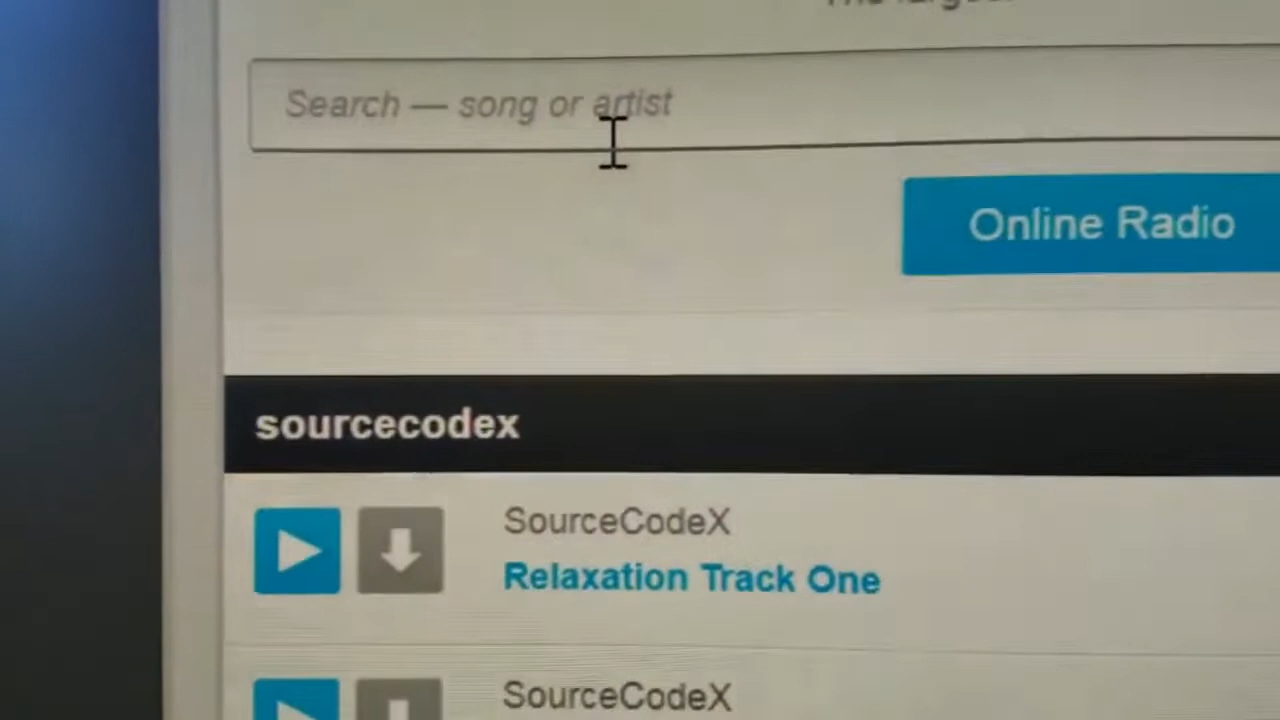 Search — song or artist
Online Radio
sourcecodex
SourceCodeX
Relaxation Track One
SourceCodeX